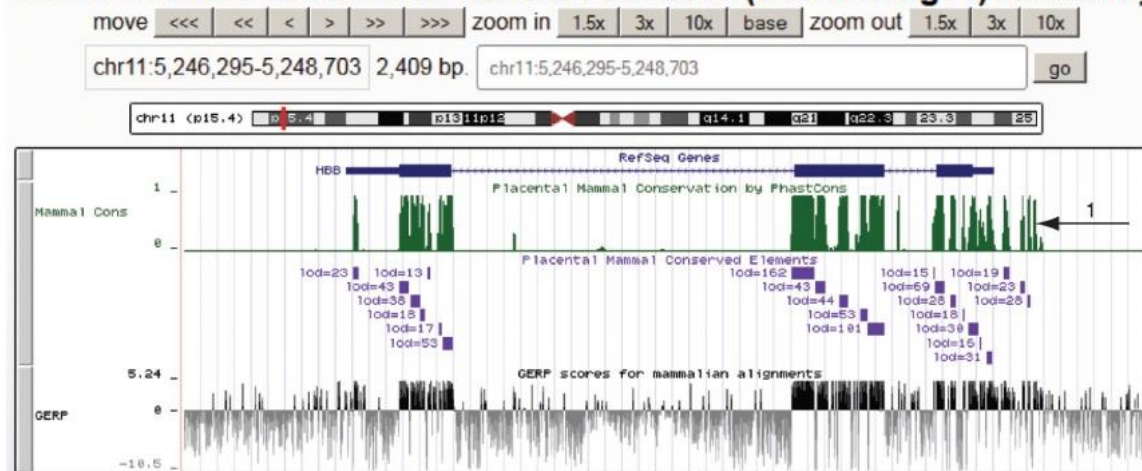 move <<< << < > >> >>> zoom in 1.5x 3x 10x base zoom out 1.5x 3x 10x
chr11:5,246,295-5,248,703 2,409 bp. chr11:5,246,295-5,248,703 go
chr11 (p15.4) p15.4 p13 11p12 q14.1 q21 q22.3 23.3 25
RefSeq Genes
HBB
Placental Mammal Conservation by PhastCons
1
Mammal Cons
0
1
Placental Mammal Conserved Elements
lod=23 lod=13 lod=162 lod=15 lod=19
lod=43 lod=43 lod=69 lod=23
lod=38 lod=44 lod=28 lod=28
lod=18 lod=53 lod=18
lod=17 lod=101 lod=30
lod=53 lod=16
lod=31
GERP scores for mammalian alignments
5.24
GERP
0
-10.5